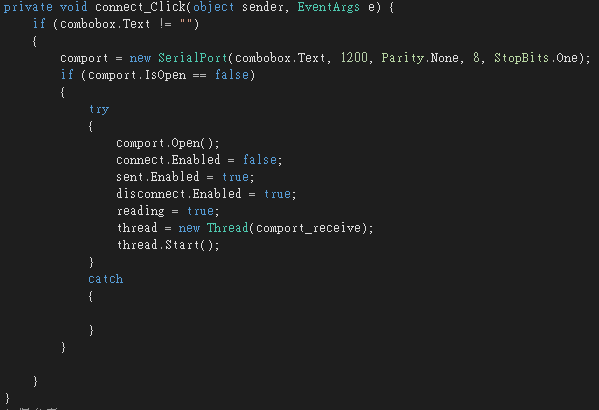 private void connect_Click(object sender, EventArgs e) {
if (combobox.Text != "")
{
comport = new SerialPort(combobox.Text, 1200, Parity.None, 8, StopBits.One);
if (comport.IsOpen == false)
{
try
{
comport.Open();
connect.Enabled = false;
sent.Enabled = true;
disconnect.Enabled = true;
reading = true;
thread = new Thread(comport_receive);
thread.Start();
}
catch
{
}
}
}
}